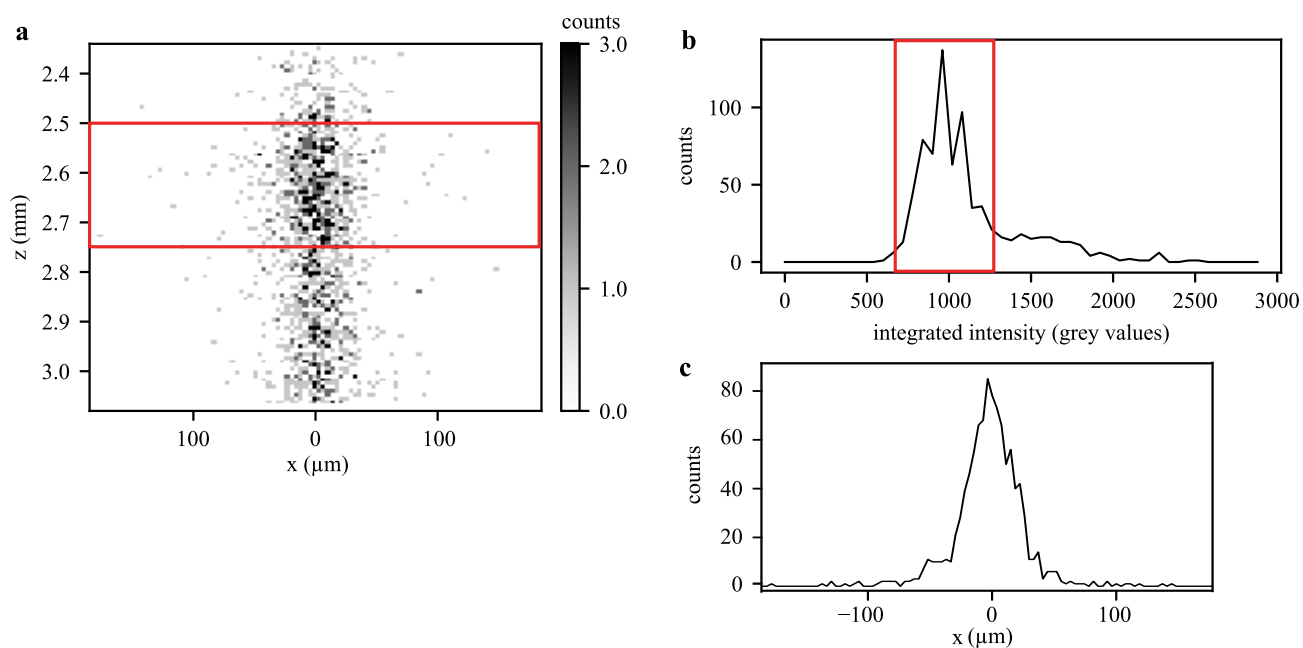 a
counts
3.0
2.0
1.0
0.0
z (mm)
2.4
2.5
2.6
2.7
2.8
2.9
3.0
100 0 100
x (µm)
b
counts
100
50
0
0 500 1000 1500 2000 2500 3000
integrated intensity (grey values)
c
counts
80
60
40
20
0
−100 0 100
x (µm)